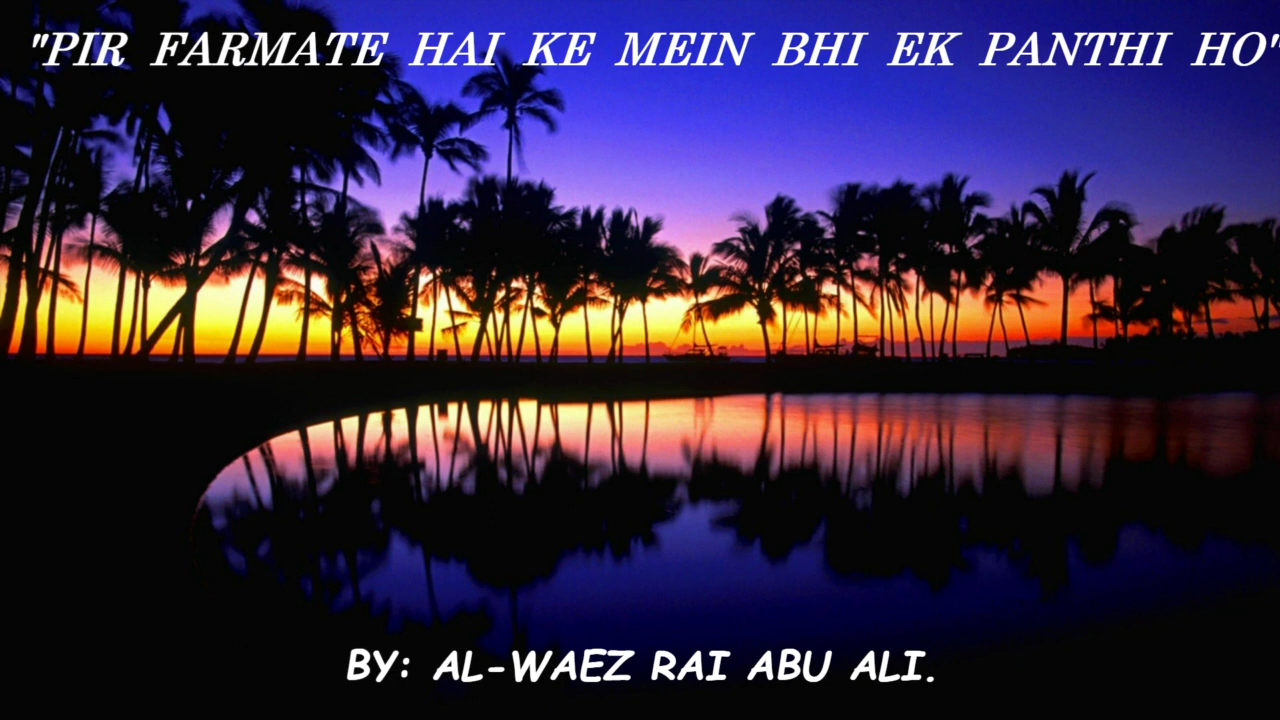 "PIR FARMATE HAI KE MEIN BHI EK PANTHI HO"
BY: AL-WAEZ RAI ABU ALI.